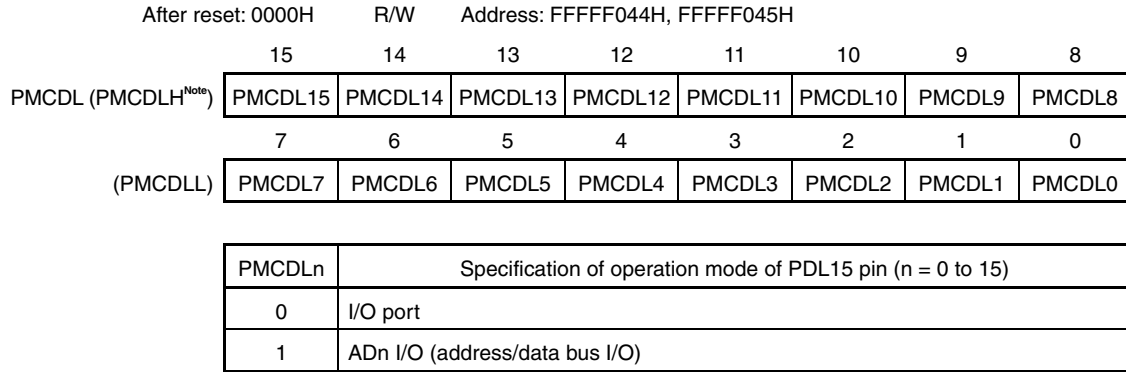 After reset: 0000H R/W Address: FFFFF044H, FFFFF045H
15 14 13 12 11 10 9 8
PMCDL (PMCDLH Note) PMCDL15 PMCDL14 PMCDL13 PMCDL12 PMCDL11 PMCDL10 PMCDL9 PMCDL8
7 6 5 4 3 2 1 0
(PMCDLL) PMCDL7 PMCDL6 PMCDL5 PMCDL4 PMCDL3 PMCDL2 PMCDL1 PMCDL0
PMCDLn Specification of operation mode of PDL15 pin (n = 0 to 15)
0 I/O port
1 ADn I/O (address/data bus I/O)